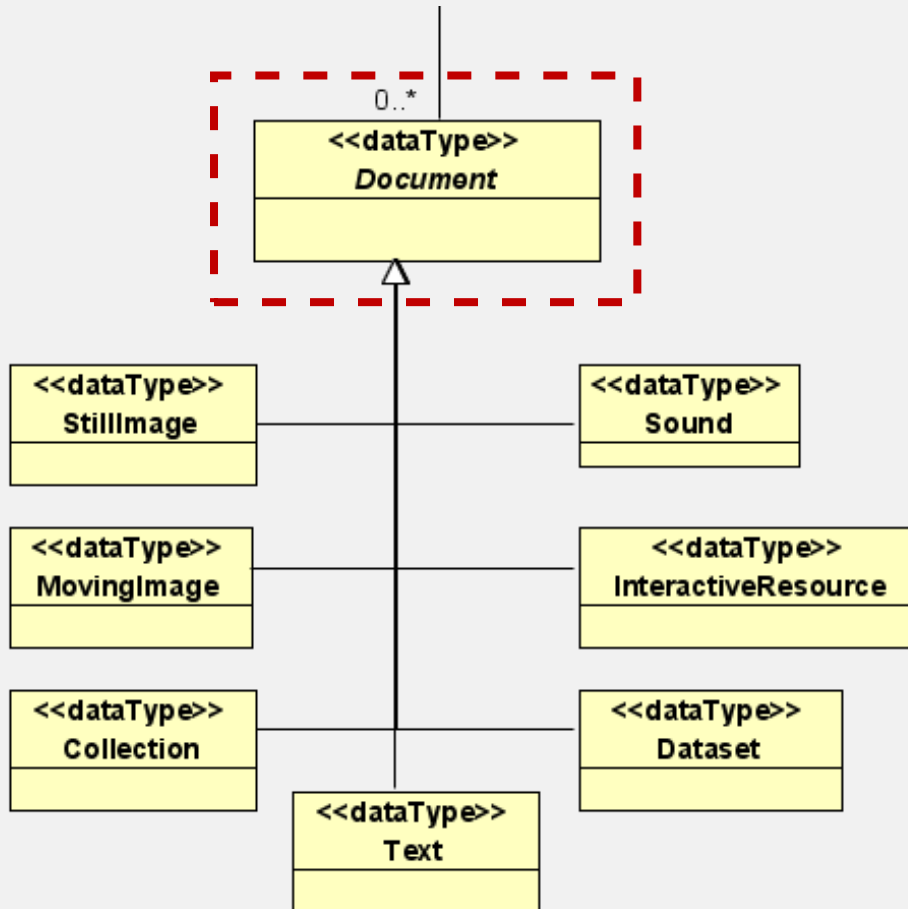 0..*
<<dataType>>
Document
<<dataType>>
StillImage
<<dataType>>
Sound
<<dataType>>
MovingImage
<<dataType>>
InteractiveResource
<<dataType>>
Collection
<<dataType>>
Dataset
<<dataType>>
Text